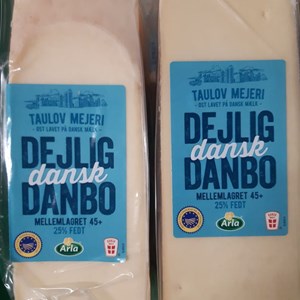 TAULOV MEJERI
OST LAVET PÅ DANSK MÆLK
DEJLIG
dansk
DANBO
MELLEMLAGRET 45+
25% FEDT
Arla
TAULOV MEJERI
OST LAVET PÅ DANSK MÆLK
DEJLIG
dansk
DANBO
MELLEMLAGRET 45+
25% FEDT
Arla